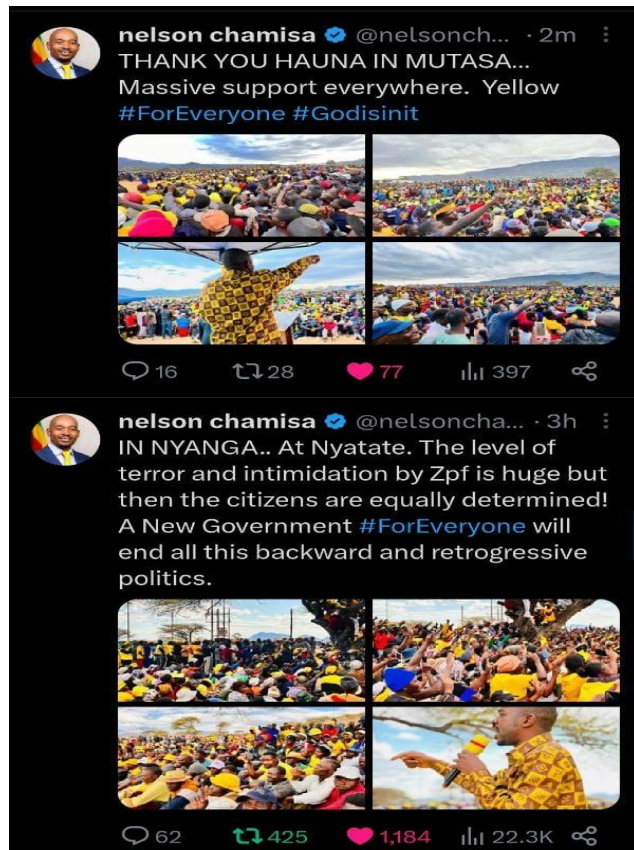 nelson chamisa @nelsonch... · 2m
THANK YOU HAUNA IN MUTASA...
Massive support everywhere. Yellow
#ForEveryone #Godisinit
16 28 77 397
nelson chamisa @nelsoncha... · 3h
IN NYANGA.. At Nyatate. The level of
terror and intimidation by Zpf is huge but
then the citizens are equally determined!
A New Government #ForEveryone will
end all this backward and retrogressive
politics.
62 425 1,184 22.3K